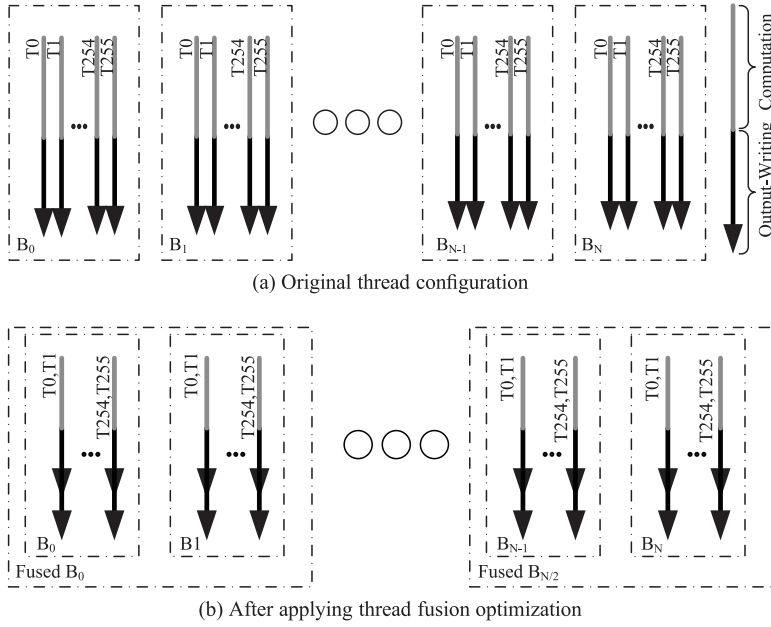 T0
T1
T254
T255
...
B0
T0
T1
T254
T255
...
B1
T0
T1
T254
T255
...
BN-1
T0
T1
T254
T255
...
BN
Computation
Output-Writing
(a) Original thread configuration
T0,T1
T254,T255
...
B0
T0,T1
T254,T255
...
B1
Fused B0
T0,T1
T254,T255
...
BN-1
T0,T1
T254,T255
...
BN
Fused BN/2
(b) After applying thread fusion optimization